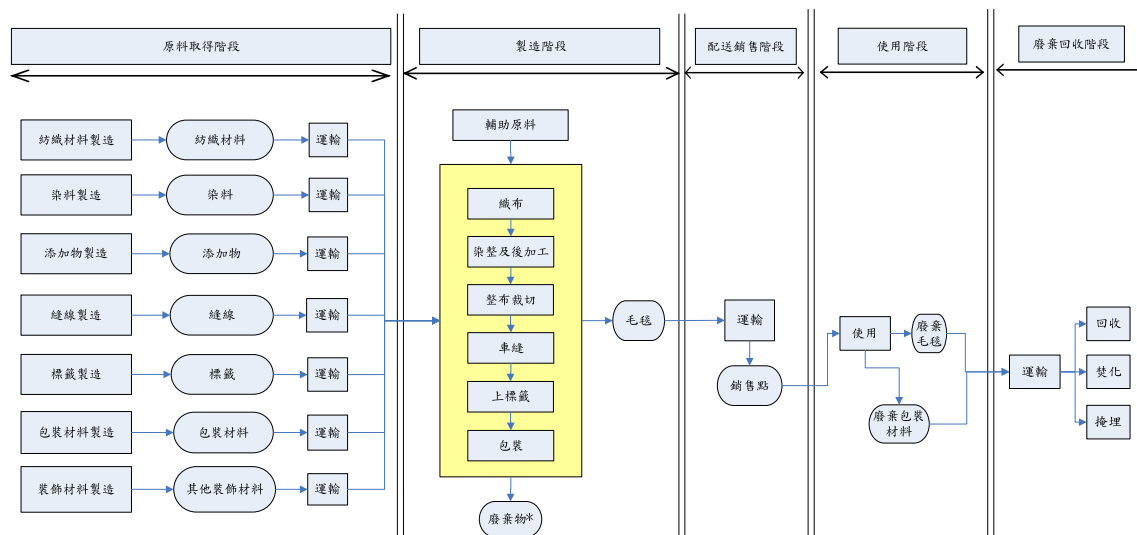 原料取得階段
製造階段
配送銷售階段
使用階段
廢棄回收階段
紡織材料製造
紡織材料
運輸
染料製造
染料
運輸
添加物製造
添加物
運輸
縫線製造
縫線
運輸
標籤製造
標籤
運輸
包裝材料製造
包裝材料
運輸
裝飾材料製造
其他裝飾材料
運輸
輔助原料
織布
染整及後加工
整布裁切
車縫
上標籤
包裝
廢棄物*
毛毯
運輸
銷售點
使用
廢棄
毛毯
廢棄包裝
材料
運輸
回收
焚化
掩埋